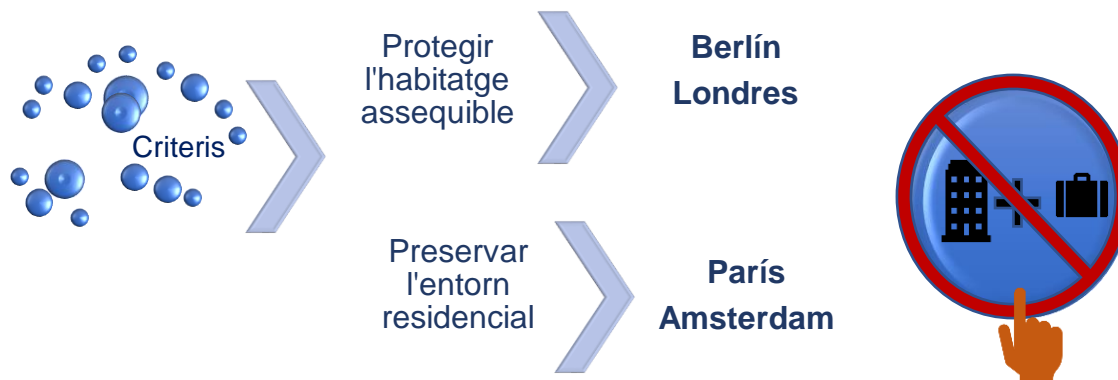 Criteris
Protegir
l'habitatge
assequible
Berlín
Londres
Preservar
l'entorn
residencial
París
Amsterdam